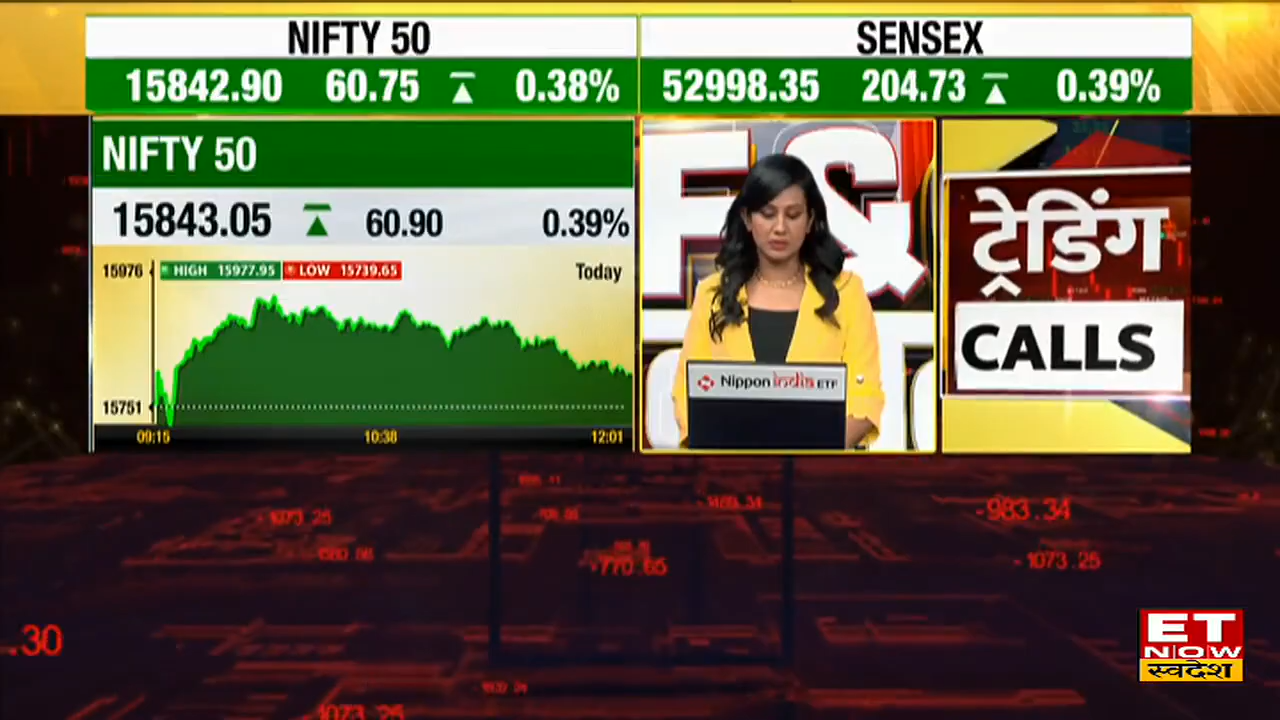 NIFTY 50
15842.90 60.75 0.38%
SENSEX
52998.35 204.73 0.39%
NIFTY 50
15843.05 60.90 0.39%
15976
HIGH 15977.95 LOW 15739.65
Today
15751
09:15 10:38 12:01
F&
Nippon india ETF
ट्रेडिंग
CALLS
-1073.25
-770.65
-983.34
-1073.25
.30
1073.25
ET
NOW
स्वदेश